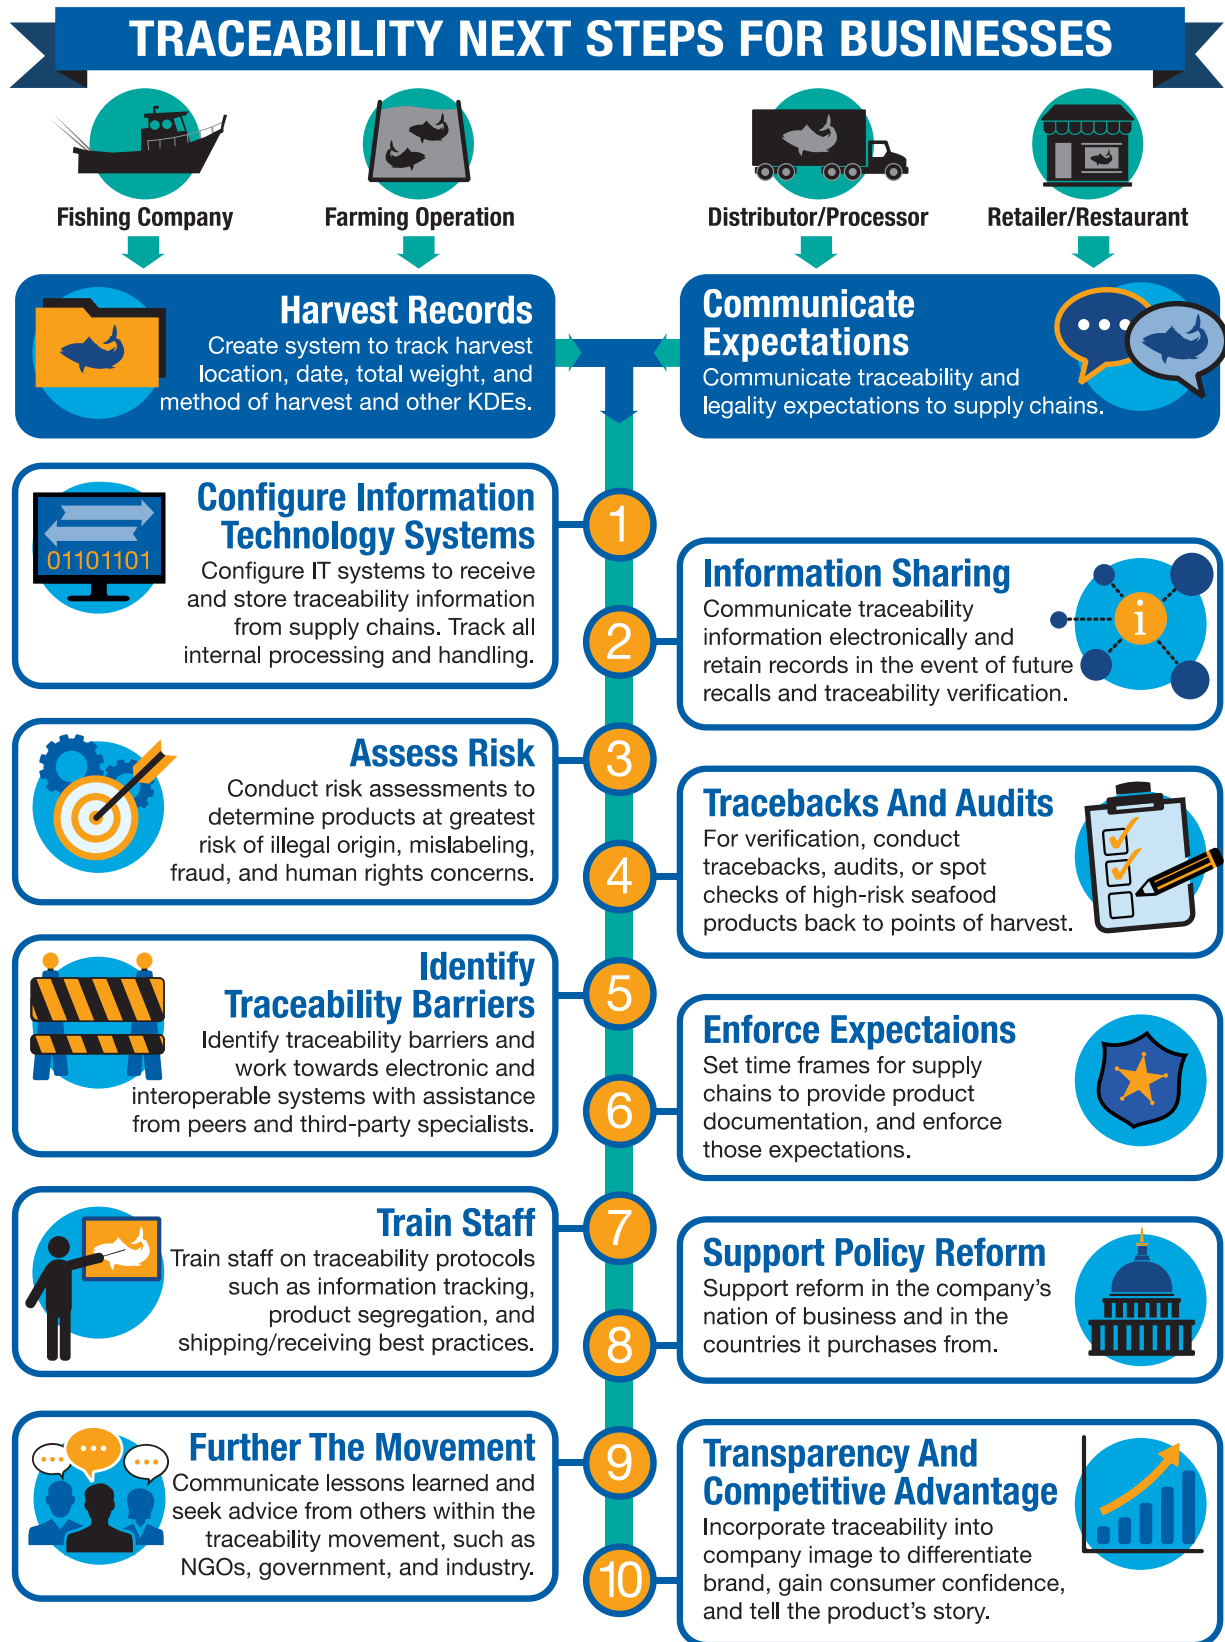 TRACEABILITY NEXT STEPS FOR BUSINESSES
Fishing Company
Farming Operation
Distributor/Processor
Retailer/Restaurant
Harvest Records
Create system to track harvest
location, date, total weight, and
method of harvest and other KDEs.
Communicate
Expectations
Communicate traceability and
legality expectations to supply chains.
1
Configure Information
Technology Systems
Configure IT systems to receive
and store traceability information
from supply chains. Track all
internal processing and handling.
01101101
2
Information Sharing
Communicate traceability
information electronically and
retain records in the event of future
recalls and traceability verification.
i
3
Assess Risk
Conduct risk assessments to
determine products at greatest
risk of illegal origin, mislabeling,
fraud, and human rights concerns.
4
Tracebacks And Audits
For verification, conduct
tracebacks, audits, or spot
checks of high-risk seafood
products back to points of harvest.
5
Identify
Traceability Barriers
Identify traceability barriers and
work towards electronic and
interoperable systems with assistance
from peers and third-party specialists.
6
Enforce Expectaions
Set time frames for supply
chains to provide product
documentation, and enforce
those expectations.
7
Train Staff
Train staff on traceability protocols
such as information tracking,
product segregation, and
shipping/receiving best practices.
8
Support Policy Reform
Support reform in the company's
nation of business and in the
countries it purchases from.
9
Further The Movement
Communicate lessons learned and
seek advice from others within the
traceability movement, such as
NGOs, government, and industry.
10
Transparency And
Competitive Advantage
Incorporate traceability into
company image to differentiate
brand, gain consumer confidence,
and tell the product's story.